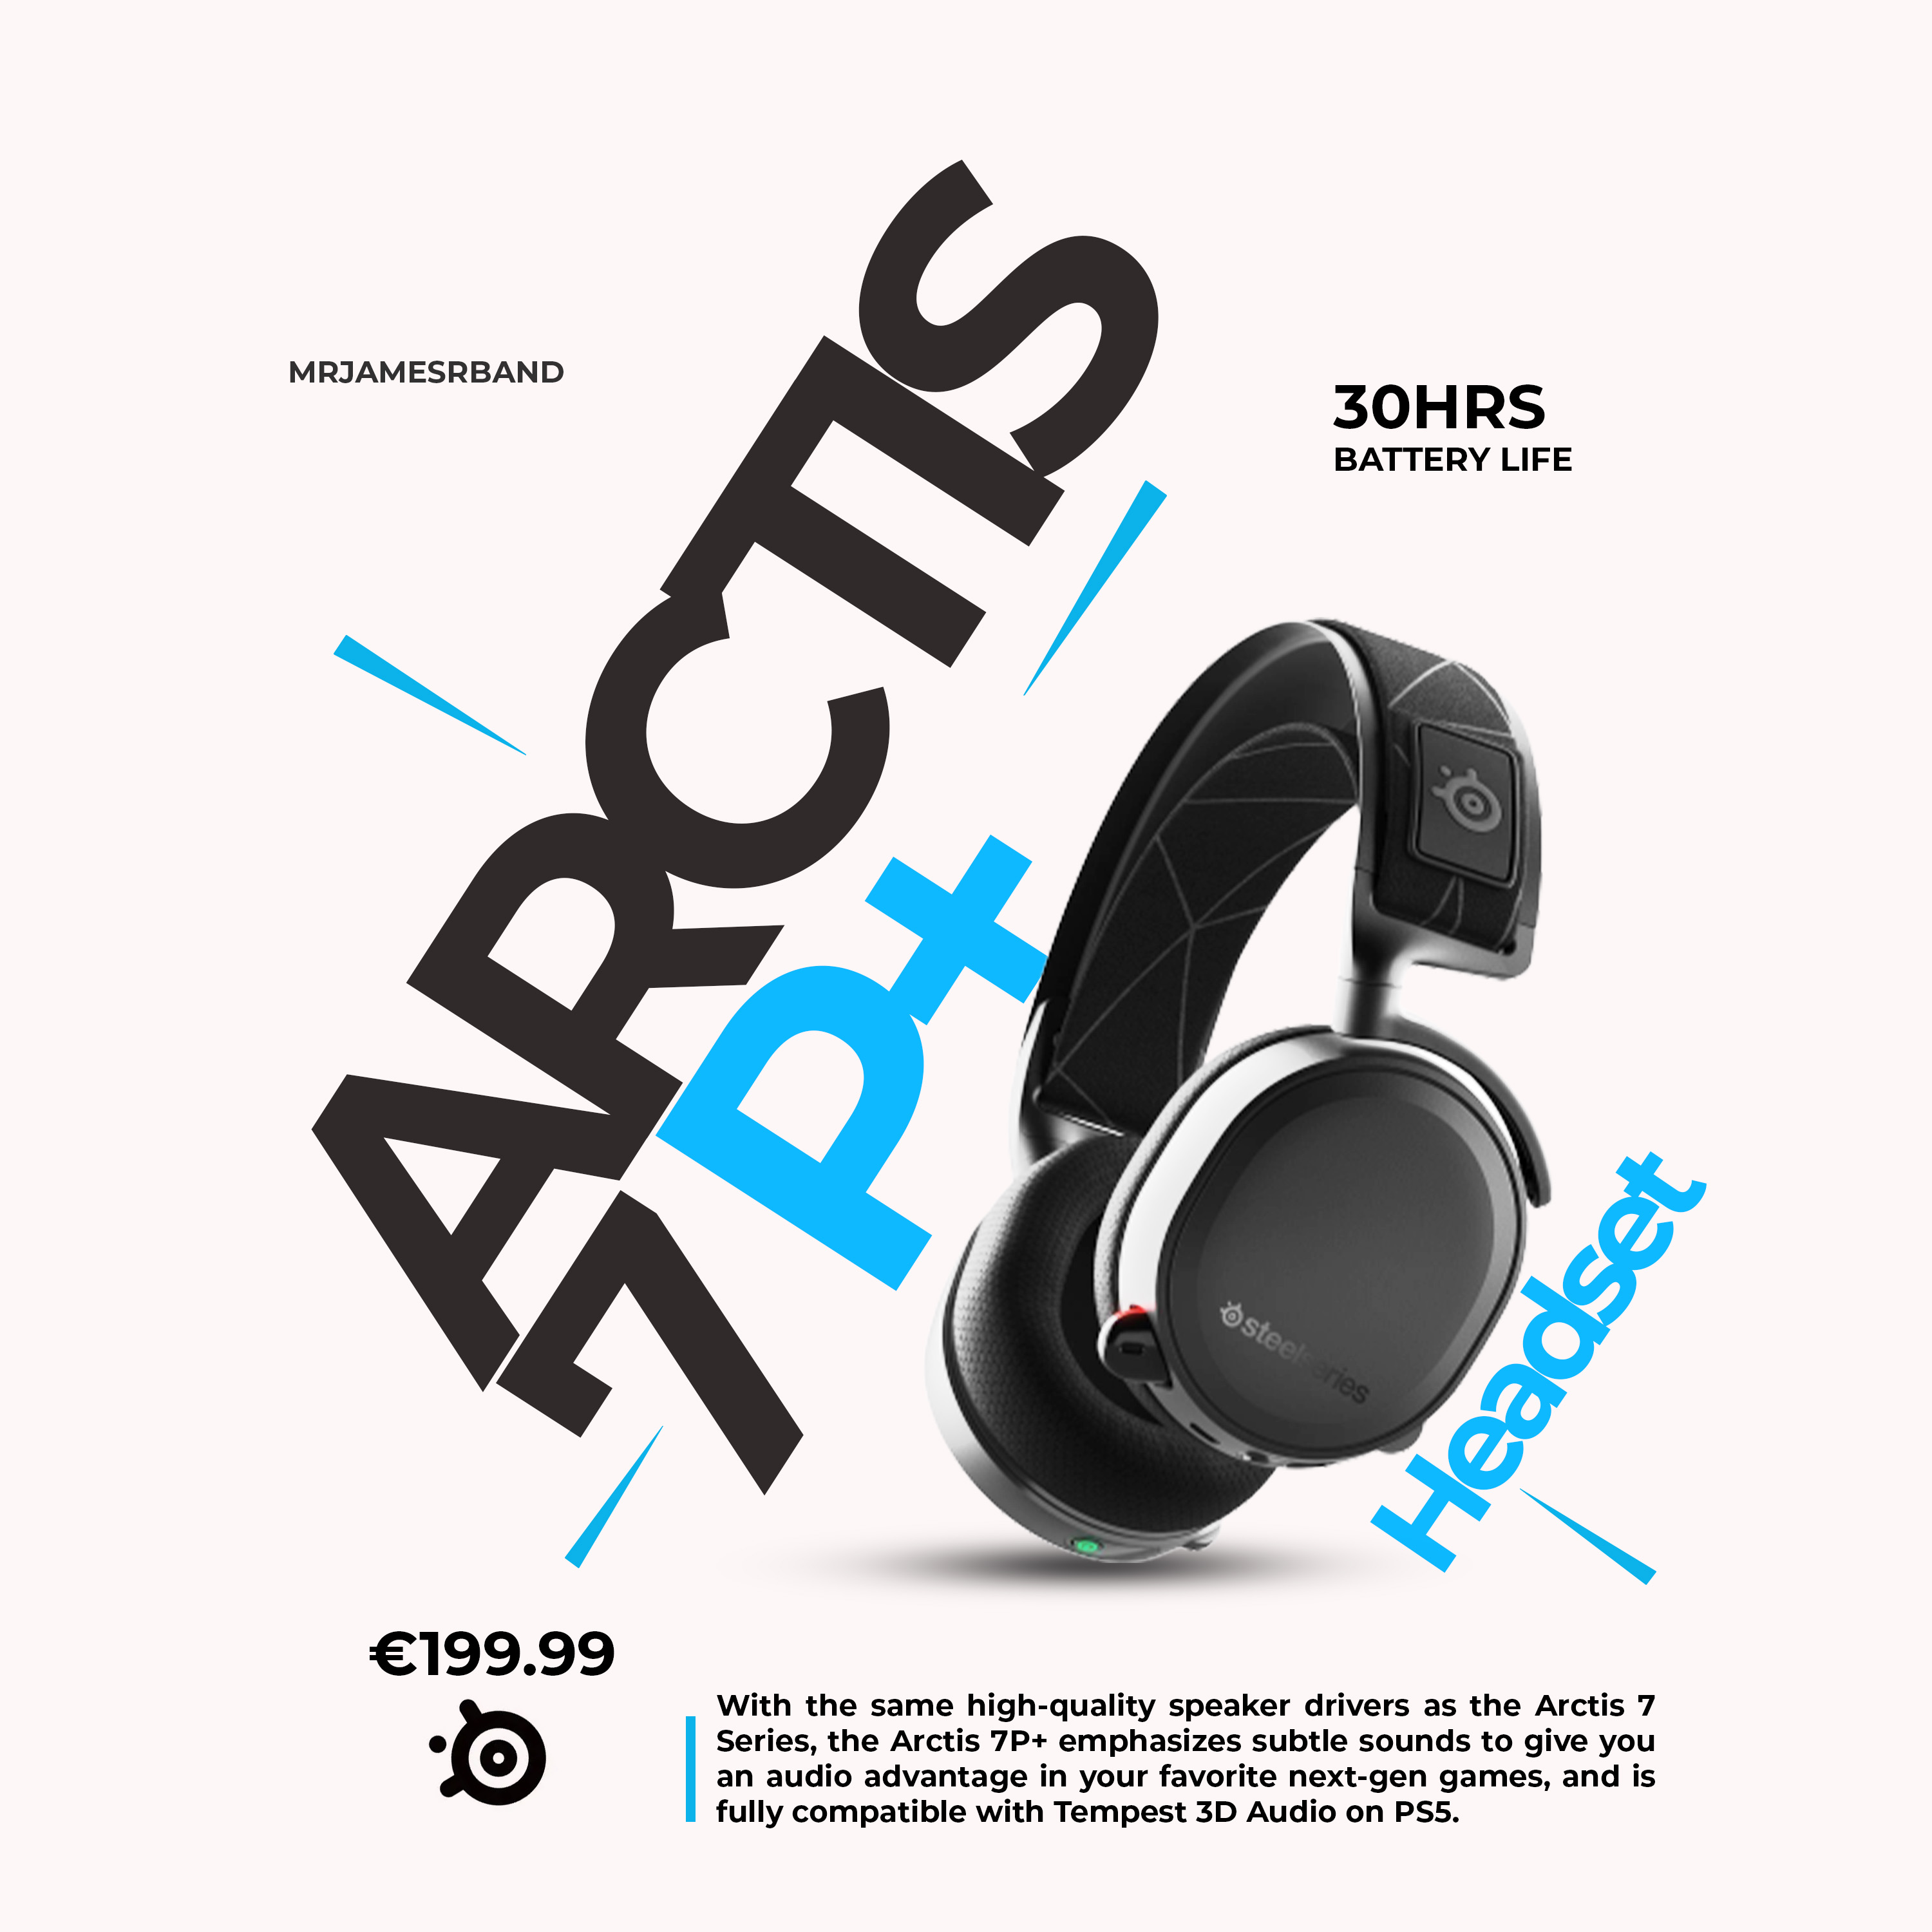 MRJAMESRBAND
30HRS
BATTERY LIFE
ARCTIS
7P+
steelseries
Headset
€199.99
With the same high-quality speaker drivers as the Arctis 7
Series, the Arctis 7P+ emphasizes subtle sounds to give you
an audio advantage in your favorite next-gen games, and is
fully compatible with Tempest 3D Audio on PS5.